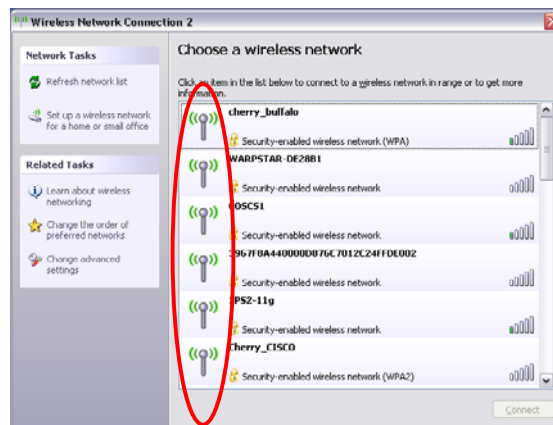 Wireless Network Connection 2
Network Tasks
Refresh network list
Set up a wireless network
for a home or small office
Related Tasks
Learn about wireless
networking
Change the order of
preferred networks
Change advanced
settings
Choose a wireless network
Click an item in the list below to connect to a wireless network in range or to get more
information.
cherry_buffalo
Security-enabled wireless network (WPA)
WARPSTAR-DE28B1
Security-enabled wireless network
COSCS1
Security-enabled wireless network
Security-enabled wireless network
Security-enabled wireless network
Cherry_CISCO
Security-enabled wireless network (WPA2)
Connect